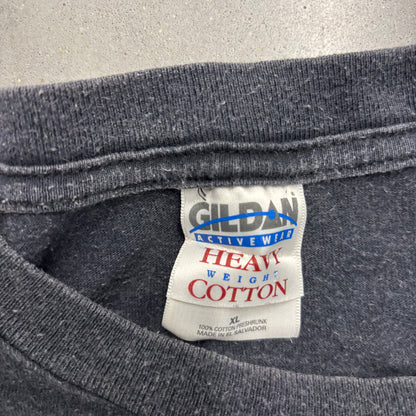 GILDAN
ACTIVEWEAR
HEAVY
WEIGHT
COTTON
XL
100% COTTON PRESHRUNK
MADE IN EL SALVADOR